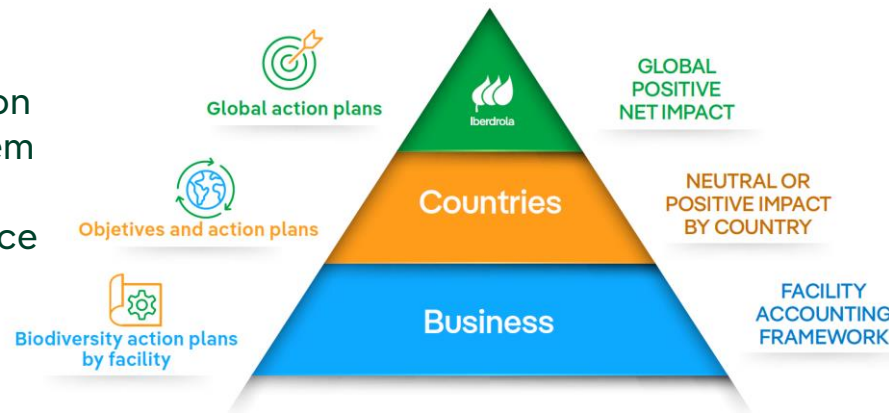 on
em
ce
Global action plans
Iberdrola
GLOBAL
POSITIVE
NET IMPACT
Objetives and action plans
Countries
NEUTRAL OR
POSITIVE IMPACT
BY COUNTRY
Biodiversity action plans
by facility
Business
FACILITY
ACCOUNTING
FRAMEWORK